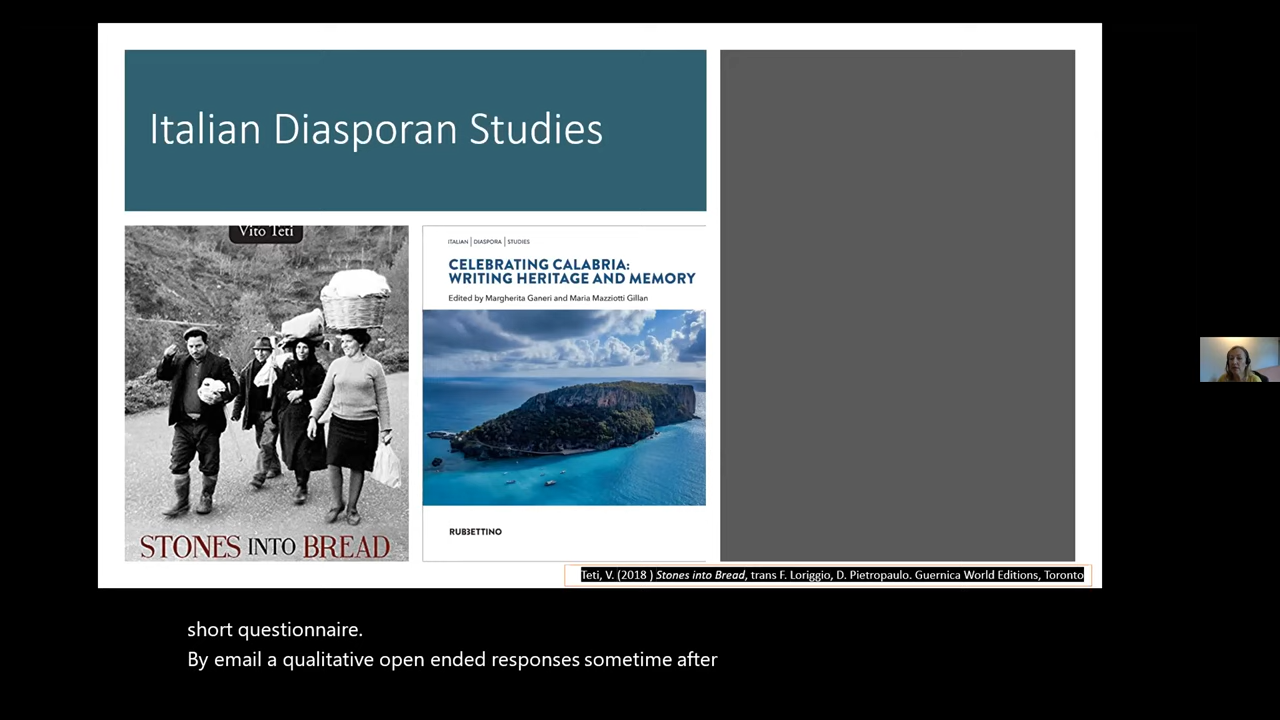 Italian Diasporan Studies
Vito Teti
STONES INTO BREAD
ITALIAN | DIASPORA | STUDIES
CELEBRATING CALABRIA:
WRITING HERITAGE AND MEMORY
Edited by Margherita Ganeri and Maria Mazziotti Gillan
RUBBETTINO
Teti, V. (2018 ) Stones into Bread, trans F. Loriggio, D. Pietropaulo. Guernica World Editions, Toronto
short questionnaire.
By email a qualitative open ended responses sometime after